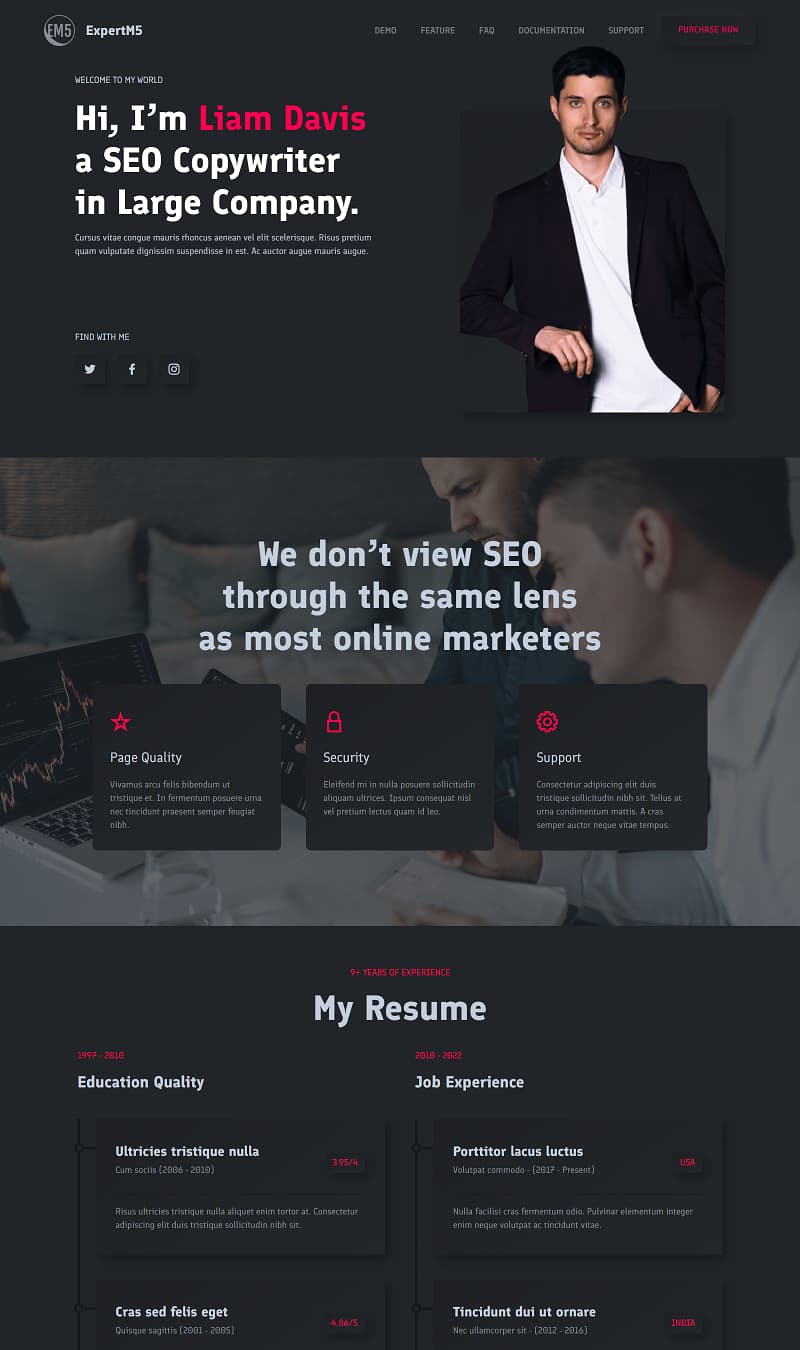 EM5 ExpertM5
DEMO FEATURE FAQ DOCUMENTATION SUPPORT PURCHASE NOW
WELCOME TO MY WORLD
Hi, I’m Liam Davis
a SEO Copywriter
in Large Company.
Cursus vitae congue mauris rhoncus aenean vel elit scelerisque. Risus pretium
quam vulputate dignissim suspendisse in est. Ac auctor augue mauris augue.
FIND WITH ME
We don’t view SEO
through the same lens
as most online marketers
Page Quality
Vivamus arcu felis bibendum ut
tristique et. In fermentum posuere urna
nec tincidunt praesent semper feugiat
nibh.
Security
Eleifend mi in nulla posuere sollicitudin
aliquam ultrices. Ipsum consequat nisl
vel pretium lectus quam id leo.
Support
Consectetur adipiscing elit duis
tristique sollicitudin nibh sit. Tellus at
urna condimentum mattis. A cras
semper auctor neque vitae tempus.
9+ YEARS OF EXPERIENCE
My Resume
1997 - 2010
Education Quality
Ultricies tristique nulla
Cum sociis (2006 - 2010)
3.95/4
Risus ultricies tristique nulla aliquet enim tortor at. Consectetur
adipiscing elit duis tristique sollicitudin nibh sit.
Cras sed felis eget
Quisque sagittis (2001 - 2005)
4.86/5
2010 - 2022
Job Experience
Porttitor lacus luctus
Volutpat commodo - (2017 - Present)
USA
Nulla facilisi cras fermentum odio. Pulvinar elementum integer
enim neque volutpat ac tincidunt vitae.
Tincidunt dui ut ornare
Nec ullamcorper sit - (2012 - 2016)
INDIA